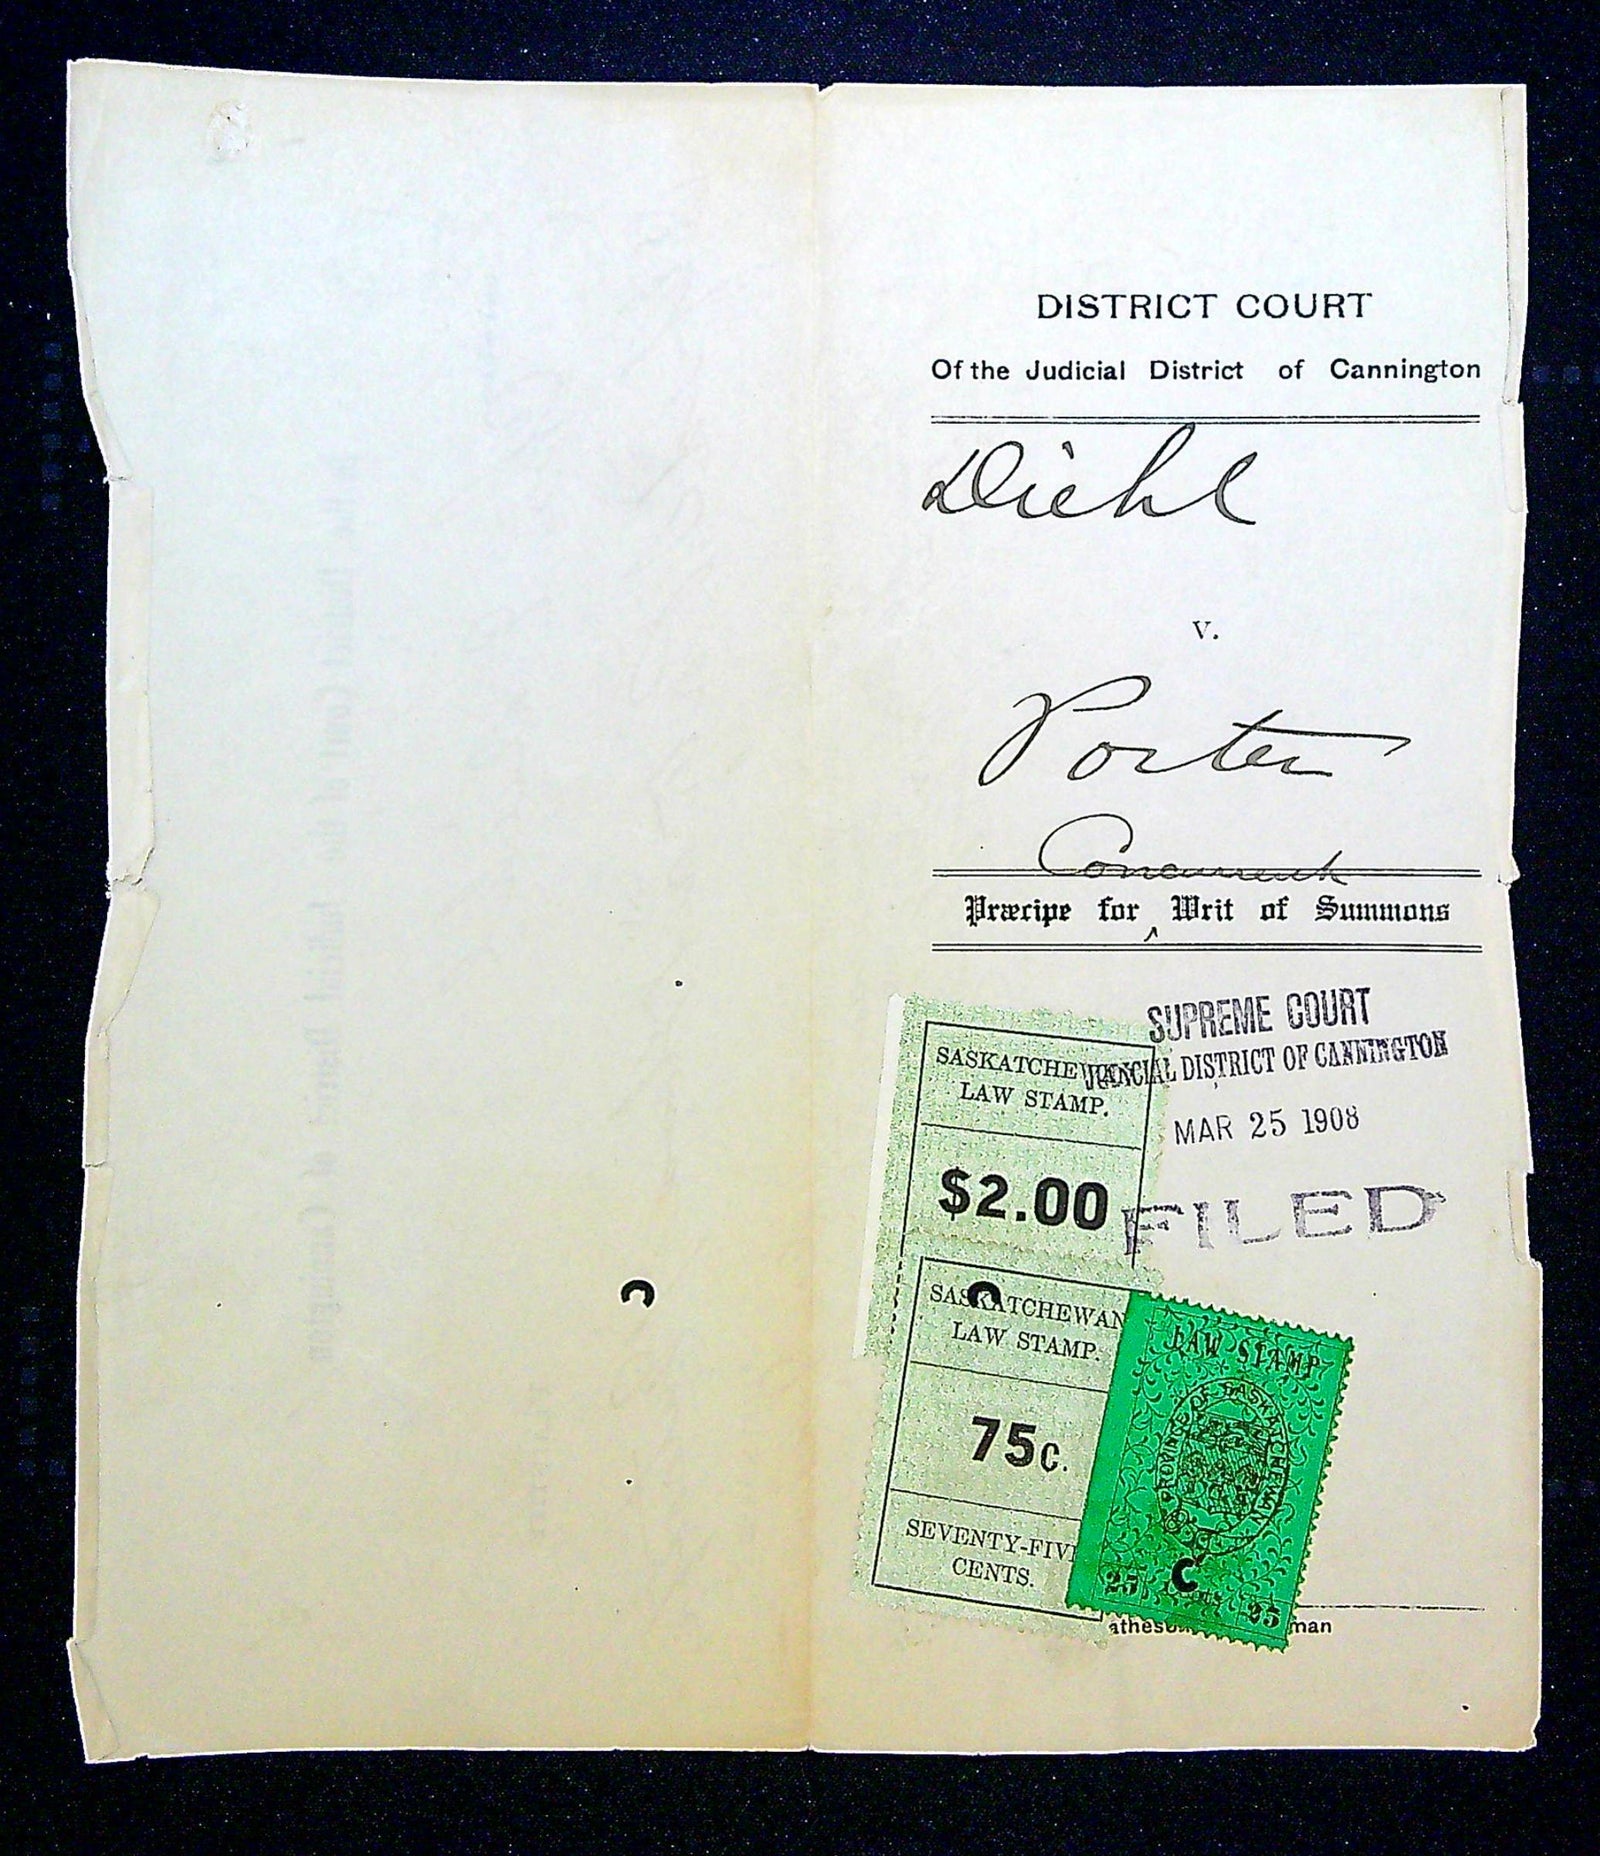 DISTRICT COURT
Of the Judicial District of Cannington
Diehl
v.
Porter
Concurrent
Præcipe for ‸ Writ of Summons
SUPREME COURT
JUDICIAL DISTRICT OF CANNINGTON
MAR 25 1908
FILED
SASKATCHEWAN
LAW STAMP.
$2.00
SASKATCHEWAN
LAW STAMP.
75c.
SEVENTY-FIVE
CENTS.
LAW STAMP
PROVINCE OF SASKATCHEWAN
25 25